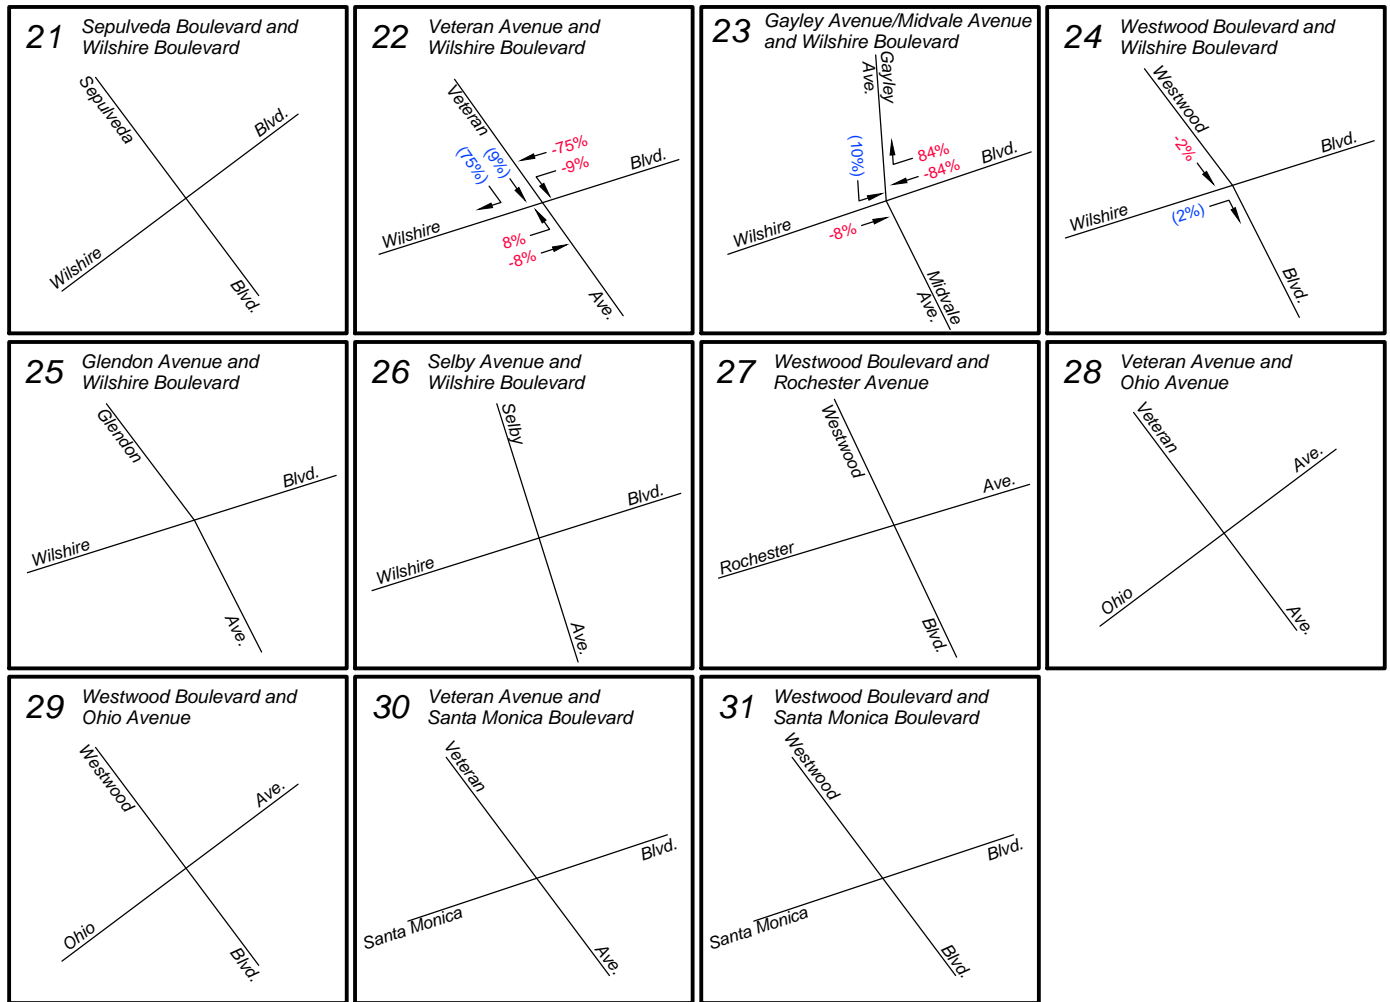 21
Sepulveda Boulevard and
Wilshire Boulevard
Sepulveda
Blvd.
Wilshire
Blvd.
22
Veteran Avenue and
Wilshire Boulevard
Veteran
(75%)
(9%)
-75%
-9%
Blvd.
Wilshire
8%
-8%
Ave.
23
Gayley Avenue/Midvale Avenue
and Wilshire Boulevard
Gayley
Ave.
(10%)
84%
-84%
Blvd.
Wilshire
-8%
Midvale
Ave.
24
Westwood Boulevard and
Wilshire Boulevard
Westwood
-2%
Blvd.
Wilshire
(2%)
Blvd.
25
Glendon Avenue and
Wilshire Boulevard
Glendon
Blvd.
Wilshire
Ave.
26
Selby Avenue and
Wilshire Boulevard
Selby
Blvd.
Wilshire
Ave.
27
Westwood Boulevard and
Rochester Avenue
Westwood
Ave.
Rochester
Blvd.
28
Veteran Avenue and
Ohio Avenue
Veteran
Ave.
Ohio
Ave.
29
Westwood Boulevard and
Ohio Avenue
Westwood
Ave.
Ohio
Blvd.
30
Veteran Avenue and
Santa Monica Boulevard
Veteran
Blvd.
Santa Monica
Ave.
31
Westwood Boulevard and
Santa Monica Boulevard
Westwood
Blvd.
Santa Monica
Blvd.